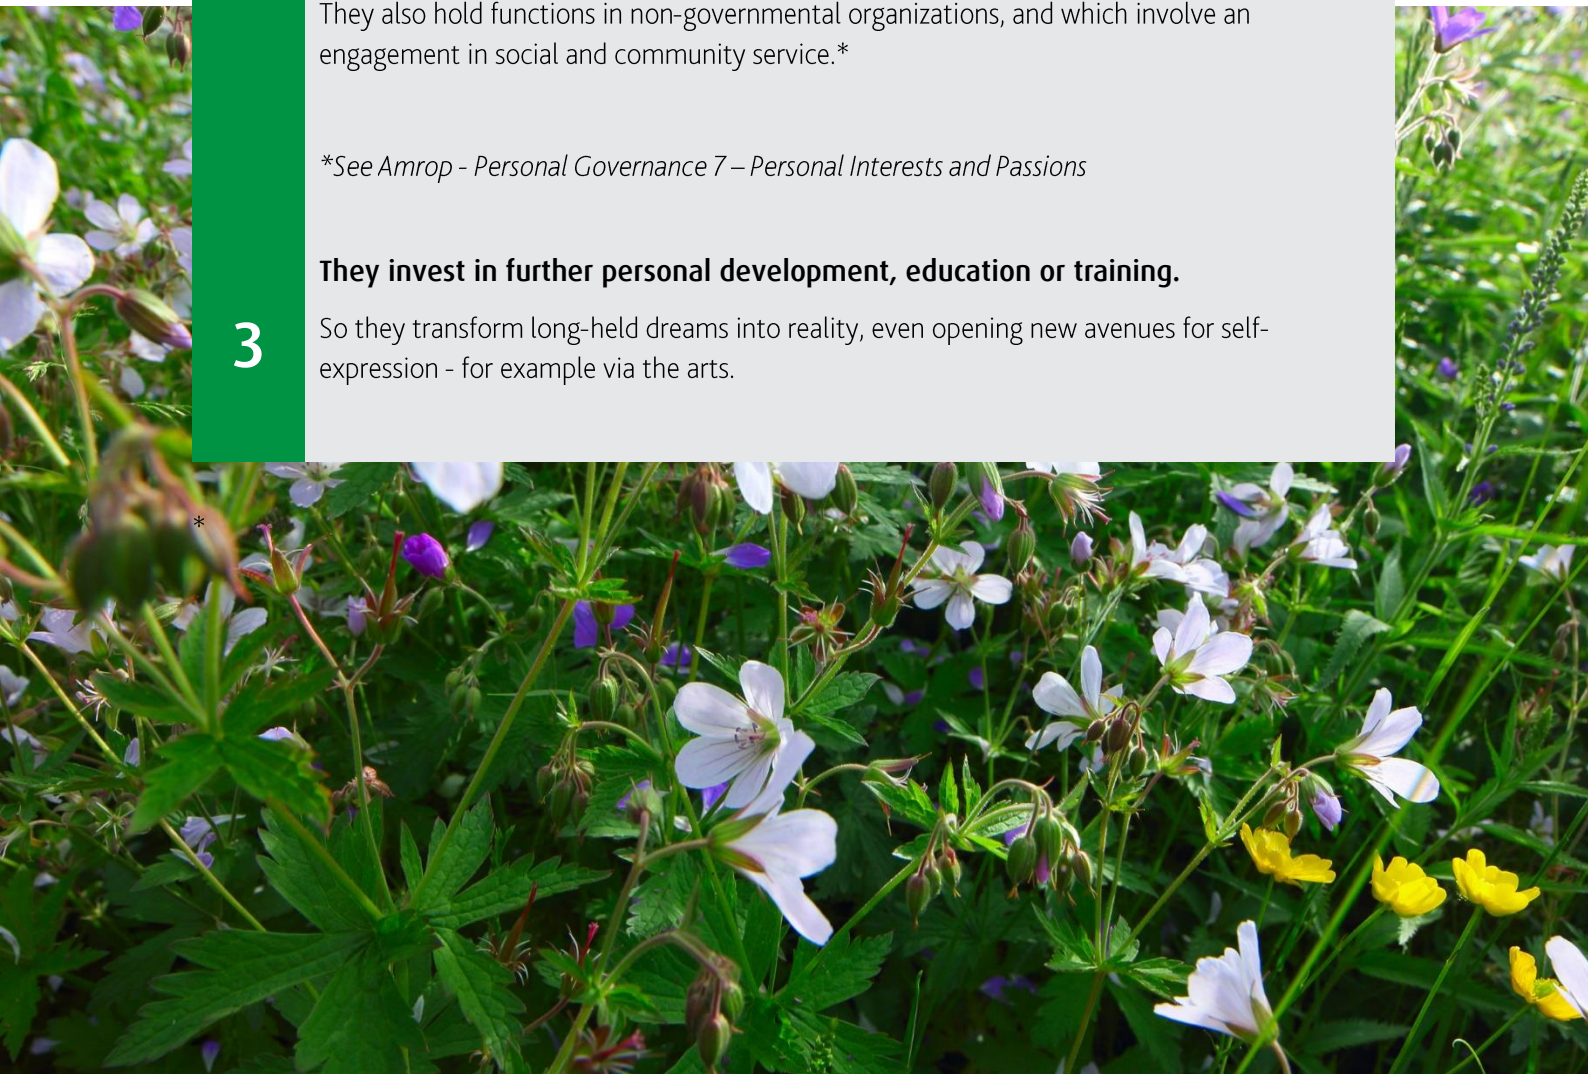 They also hold functions in non-governmental organizations, and which involve an
engagement in social and community service.*
*See Amrop - Personal Governance 7 – Personal Interests and Passions
They invest in further personal development, education or training.
3
So they transform long-held dreams into reality, even opening new avenues for self-
expression - for example via the arts.
*